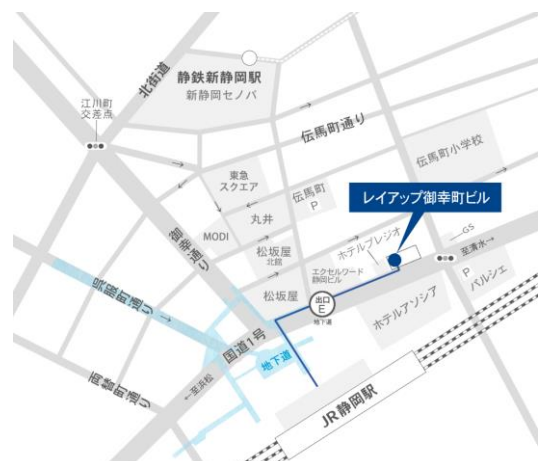 静鉄新静岡駅
新静岡セノバ
北街道
江川町
交差点
伝馬町通り
伝馬町小学校
東急
スクエア
伝馬町
P
丸井
レイアップ御幸町ビル
MODI
御幸通り
松坂屋
北館
ホテルプレジオ
GS
至清水→
エクセルワード
静岡ビル
P
パルシェ
呉服町通り
松坂屋
出口
E
地下道
ホテルアソシア
国道1号
地下道
←至浜松
両替町通り
JR静岡駅